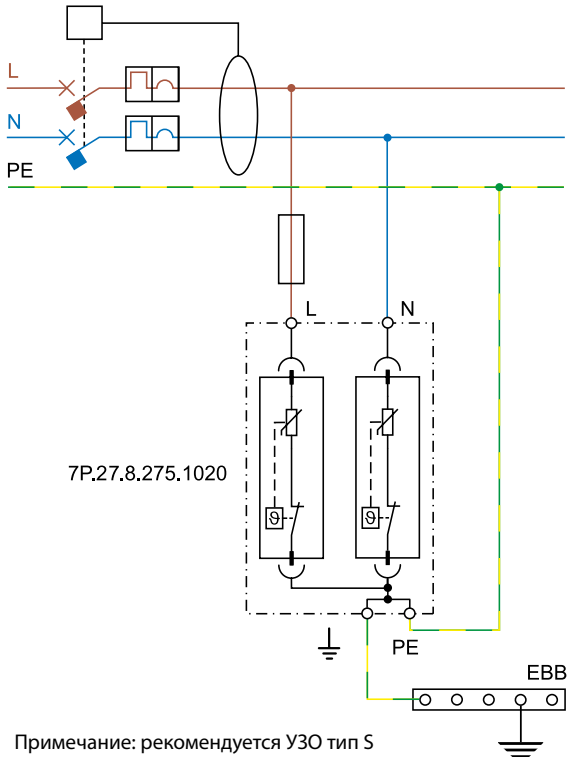 L
N
PE
L
N
7P.27.8.275.1020
ϑ
ϑ
PE
EBB
Примечание: рекомендуется УЗО тип S